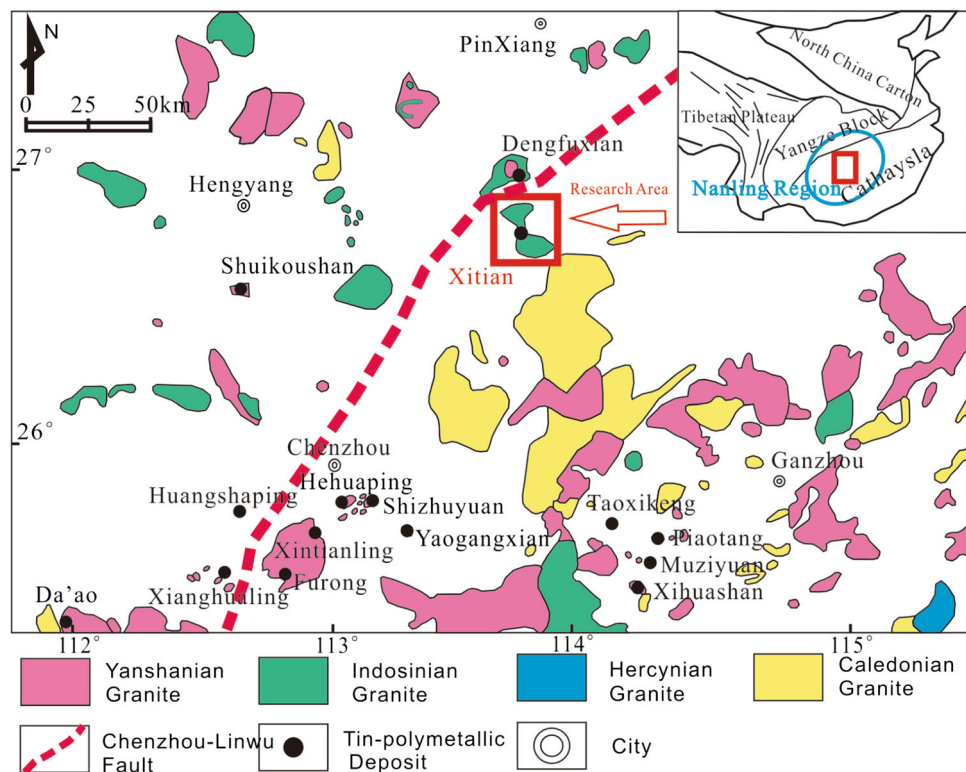 N
0 25 50km
PinXiang
North China Carton
Tibetan Plateau
Yangze Block
Nanling Region
Cathaysla
27°
Dengfuxian
Research Area
Hengyang
Xitian
Shuikoushan
26°
Chenzhou
Hehuaping
Huangshaping
Shizhuyuan
Yaogangxian
Xintianling
Furong
Xianghualing
Da'ao
Ganzhou
Taoxikeng
Piaotang
Muziyuan
Xihuashan
112° 113° 114° 115°
Yanshanian
Granite
Indosinian
Granite
Hercynian
Granite
Caledonian
Granite
Chenzhou-Linwu
Fault
Tin-polymetallic
Deposit
City